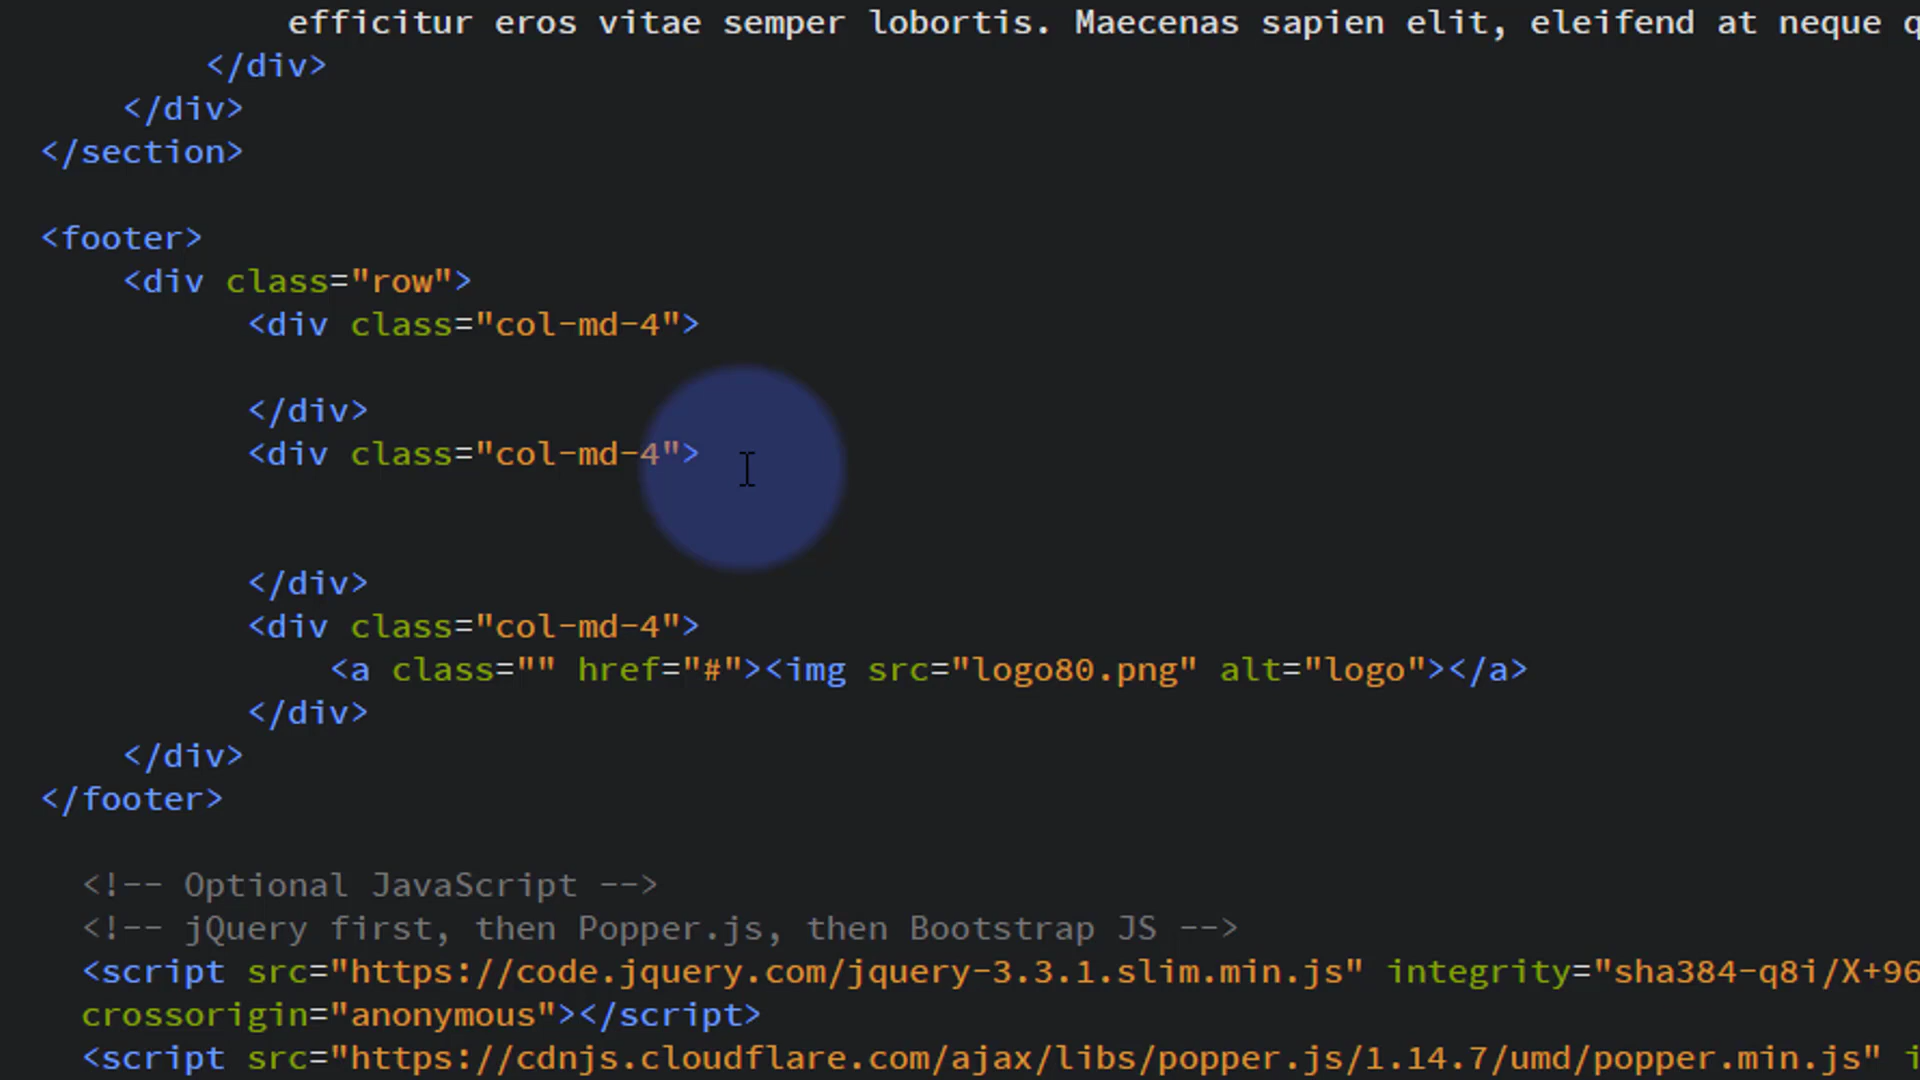 efficitur eros vitae semper lobortis. Maecenas sapien elit, eleifend at neque q
</div>
</div>
</section>
<footer>
<div class="row">
<div class="col-md-4">
</div>
<div class="col-md-4">
</div>
<div class="col-md-4">
<a class="" href="#"><img src="logo80.png" alt="logo"></a>
</div>
</div>
</footer>
<!-- Optional JavaScript -->
<!-- jQuery first, then Popper.js, then Bootstrap JS -->
<script src="https://code.jquery.com/jquery-3.3.1.slim.min.js" integrity="sha384-q8i/X+96
crossorigin="anonymous"></script>
<script src="https://cdnjs.cloudflare.com/ajax/libs/popper.js/1.14.7/umd/popper.min.js" i